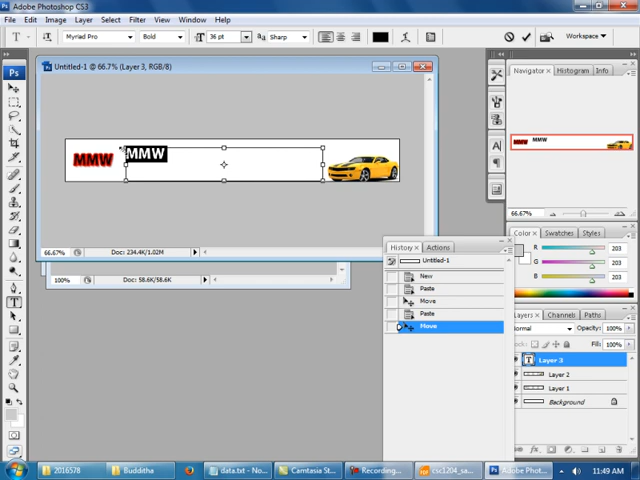 Adobe Photoshop CS3
File Edit Image Layer Select Filter View Window Help
Myriad Pro Bold 36 pt Sharp Workspace
Untitled-1 @ 66.7% (Layer 3, RGB/8)
MMW MMW
66.67% Doc: 234.4K/1.02M
100% Doc: 58.6K/58.6K
Navigator Histogram Info
MMW MMW
66.67%
Color Swatches Styles
R 203
G 203
B 203
History Actions
Untitled-1
New
Paste
Move
Paste
Move
Layers Channels Paths
Normal Opacity: 100%
Lock: Fill: 100%
T Layer 3
Layer 2
Layer 1
Background
2016578 Budditha data.txt - No... Camtasia St... Recording... csc1204_sa... Adobe Phot... 11:49 AM